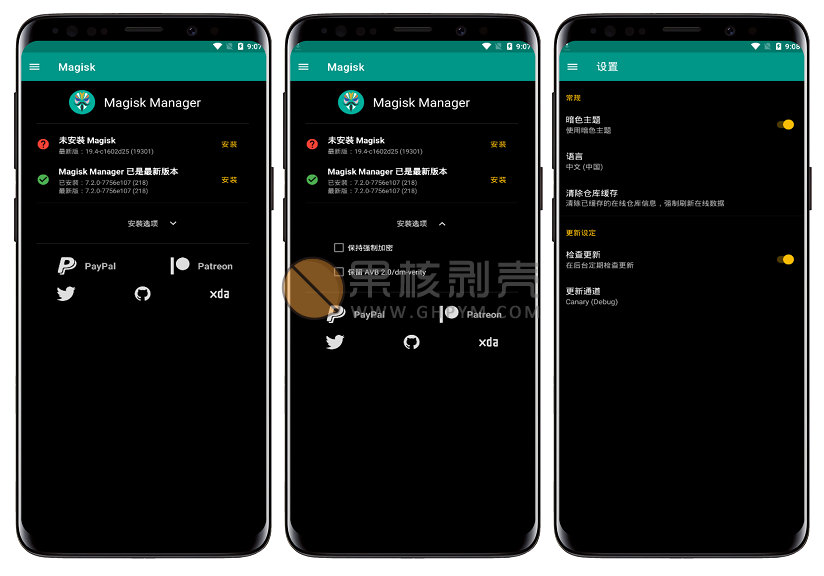 9:07
Magisk
Magisk Manager
未安装 Magisk
最新版：19.4-c1602d25 (19301)
安装
Magisk Manager 已是最新版本
已安装：7.2.0-7756e107 (218)
最新版：7.2.0-7756e107 (218)
安装
安装选项
PayPal
Patreon
xda
9:07
Magisk
Magisk Manager
未安装 Magisk
最新版：19.4-c1602d25 (19301)
安装
Magisk Manager 已是最新版本
已安装：7.2.0-7756e107 (218)
最新版：7.2.0-7756e107 (218)
安装
安装选项
保持强制加密
保留 AVB 2.0/dm-verity
PayPal
Patreon
xda
果核剥壳
WWW.GHPYM.COM
9:08
设置
常规
暗色主题
使用暗色主题
语言
中文 (中国)
清除仓库缓存
清除已缓存的在线仓库信息，强制刷新在线数据
更新设定
检查更新
在后台定期检查更新
更新通道
Canary (Debug)